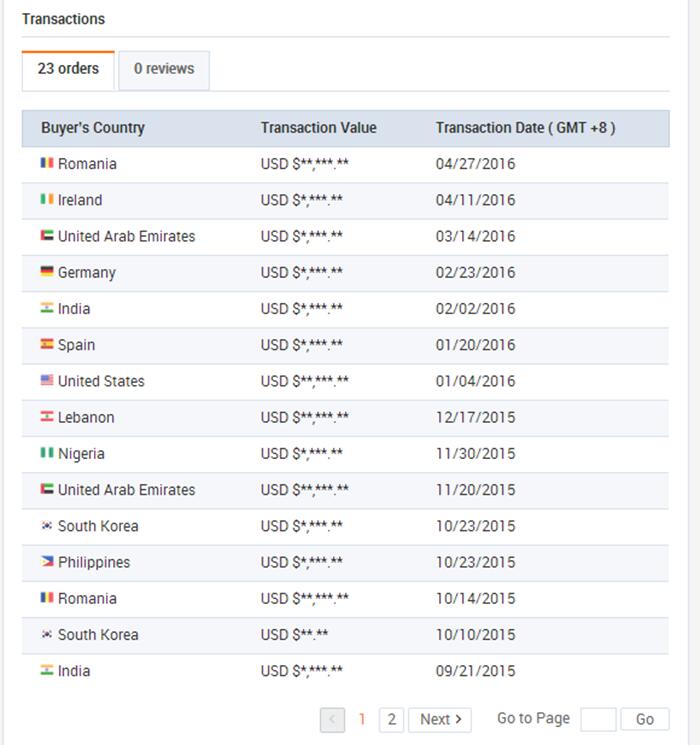 Transactions
23 orders 0 reviews
Buyer's Country Transaction Value Transaction Date ( GMT +8 )
Romania USD $**,***.** 04/27/2016
Ireland USD $*,***.** 04/11/2016
United Arab Emirates USD $*,***.** 03/14/2016
Germany USD $*,***.** 02/23/2016
India USD $*,***.** 02/02/2016
Spain USD $*,***.** 01/20/2016
United States USD $**,***.** 01/04/2016
Lebanon USD $**,***.** 12/17/2015
Nigeria USD $*,***.** 11/30/2015
United Arab Emirates USD $**,***.** 11/20/2015
South Korea USD $*,***.** 10/23/2015
Philippines USD $*,***.** 10/23/2015
Romania USD $**,***.** 10/14/2015
South Korea USD $**.** 10/10/2015
India USD $*,***.** 09/21/2015
< 1 2 Next > Go to Page Go